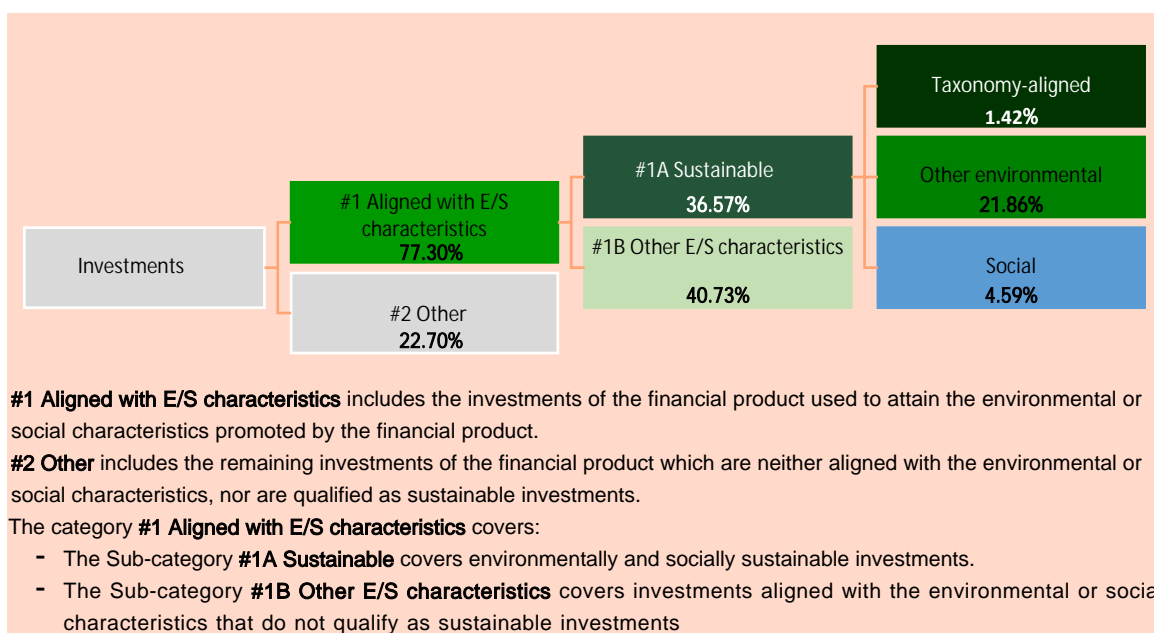 Taxonomy-aligned
1.42%
#1A Sustainable
36.57%
Other environmental
21.86%
#1 Aligned with E/S
characteristics
77.30%
#1B Other E/S characteristics
40.73%
Investments
Social
4.59%
#2 Other
22.70%
#1 Aligned with E/S characteristics includes the investments of the financial product used to attain the environmental or
social characteristics promoted by the financial product.
#2 Other includes the remaining investments of the financial product which are neither aligned with the environmental or
social characteristics, nor are qualified as sustainable investments.
The category #1 Aligned with E/S characteristics covers:
- The Sub-category #1A Sustainable covers environmentally and socially sustainable investments.
- The Sub-category #1B Other E/S characteristics covers investments aligned with the environmental or socia
characteristics that do not qualify as sustainable investments